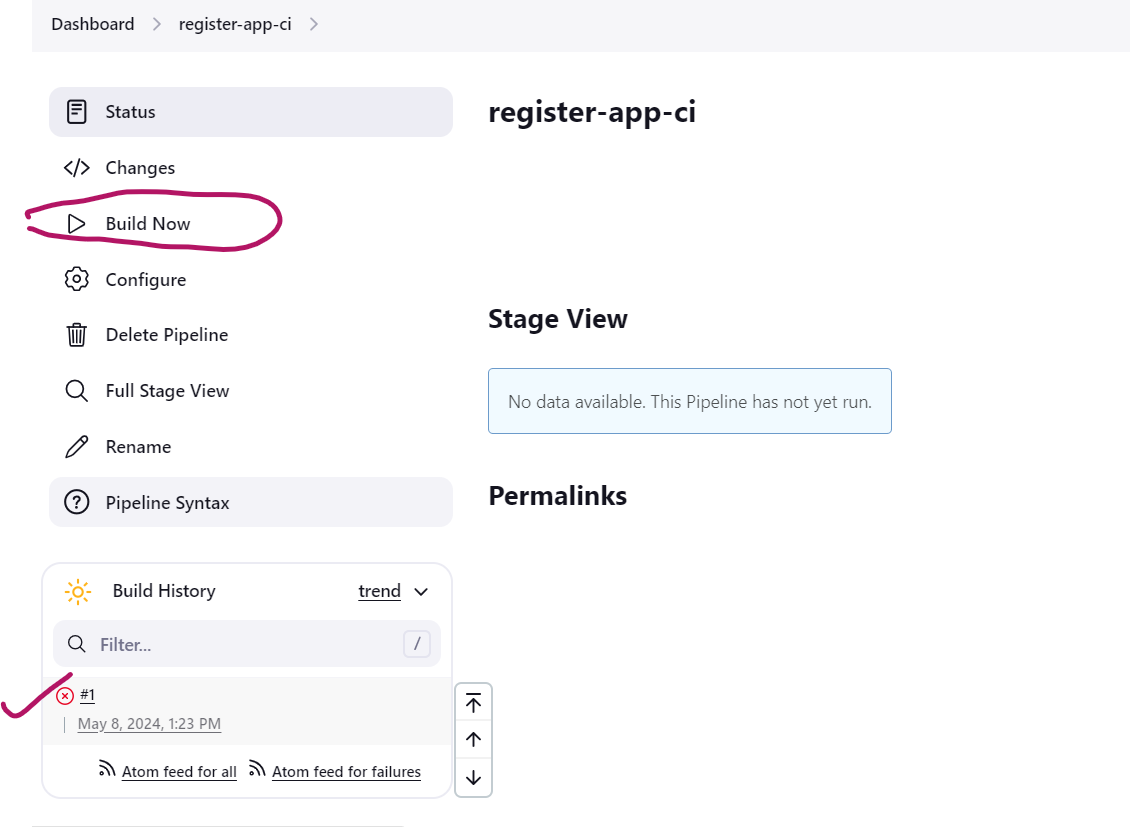 Dashboard > register-app-ci >
Status
Changes
Build Now
Configure
Delete Pipeline
Full Stage View
Rename
Pipeline Syntax
Build History trend
Filter... /
#1
May 8, 2024, 1:23 PM
Atom feed for all Atom feed for failures
register-app-ci
Stage View
No data available. This Pipeline has not yet run.
Permalinks